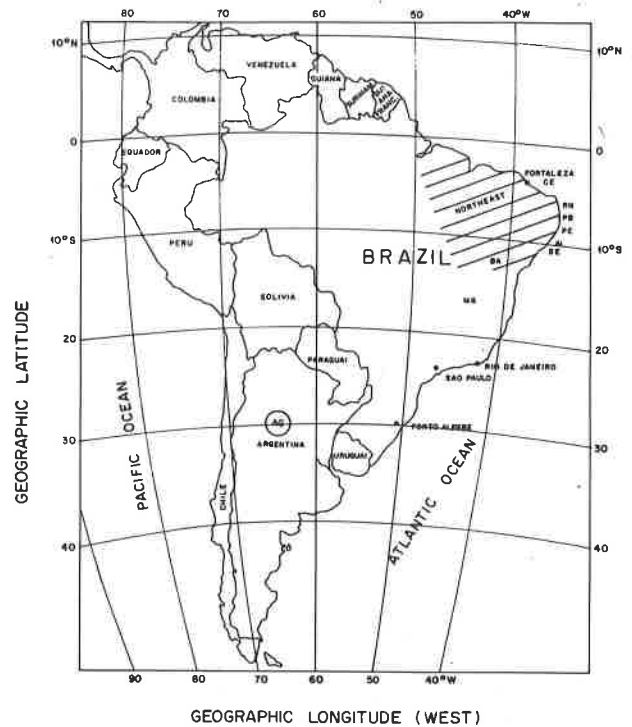 80 70 60 50 40°W
10°N 10°N
VENEZUELA
GUIANA
SURINAM
COLOMBIA
0 0
EQUADOR
FORTALEZA
CE
NORTHEAST
RN
PB
PE
AL
SE
10°S 10°S
PERU
BRAZIL
BA
BOLIVIA
MG
20 20
PARAGUAI
RIO DE JANEIRO
SAO PAULO
AG
PORTO ALEGRE
30 30
ARGENTINA
URUGUAI
CHILE
PACIFIC OCEAN
ATLANTIC OCEAN
40 40
90 80 70 60 50 40°W
GEOGRAPHIC LATITUDE
GEOGRAPHIC LONGITUDE (WEST)